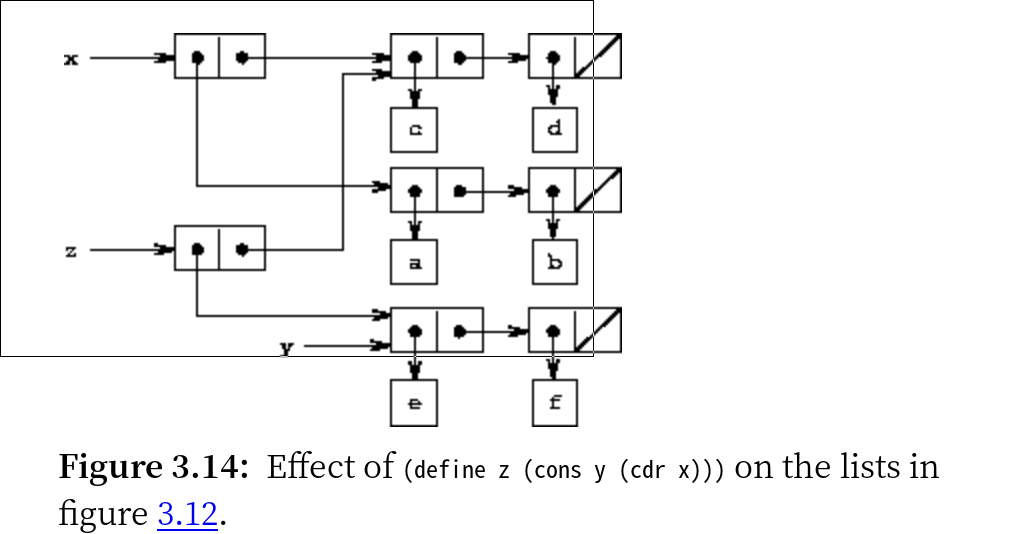 x
c d
a b
z
y
e f
Figure 3.14: Effect of (define z (cons y (cdr x))) on the lists in
figure 3.12.